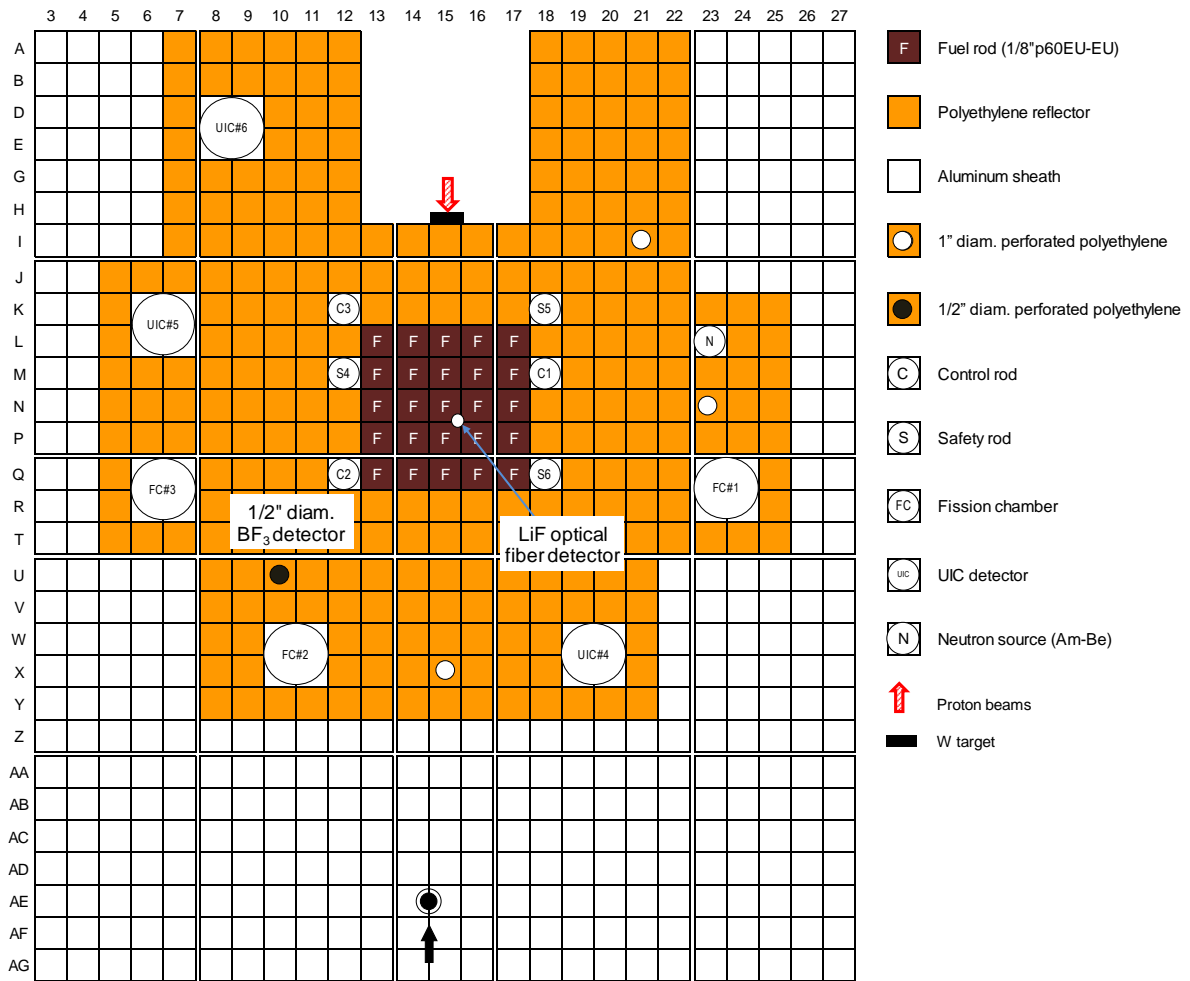 3 4 5 6 7 8 9 10 11 12 13 14 15 16 17 18 19 20 21 22 23 24 25 26 27
A
F Fuel rod (1/8"p60EU-EU)
B
D
Polyethylene reflector
UIC#6
E
G
Aluminum sheath
H
I
1" diam. perforated polyethylene
J
K C3 S5
1/2" diam. perforated polyethylene
UIC#5
L F F F F F N
M S4 F F F F F C1
C Control rod
N F F F F F
P F F F F F
S Safety rod
Q C2 F F F F F S6
FC#3 FC#1
R
FC Fission chamber
1/2" diam.
BF3 detector
LiF optical
fiber detector
T
U
UIC UIC detector
V
W
N Neutron source (Am-Be)
FC#2 UIC#4
X
Y
Proton beams
Z
W target
AA
AB
AC
AD
AE
AF
AG